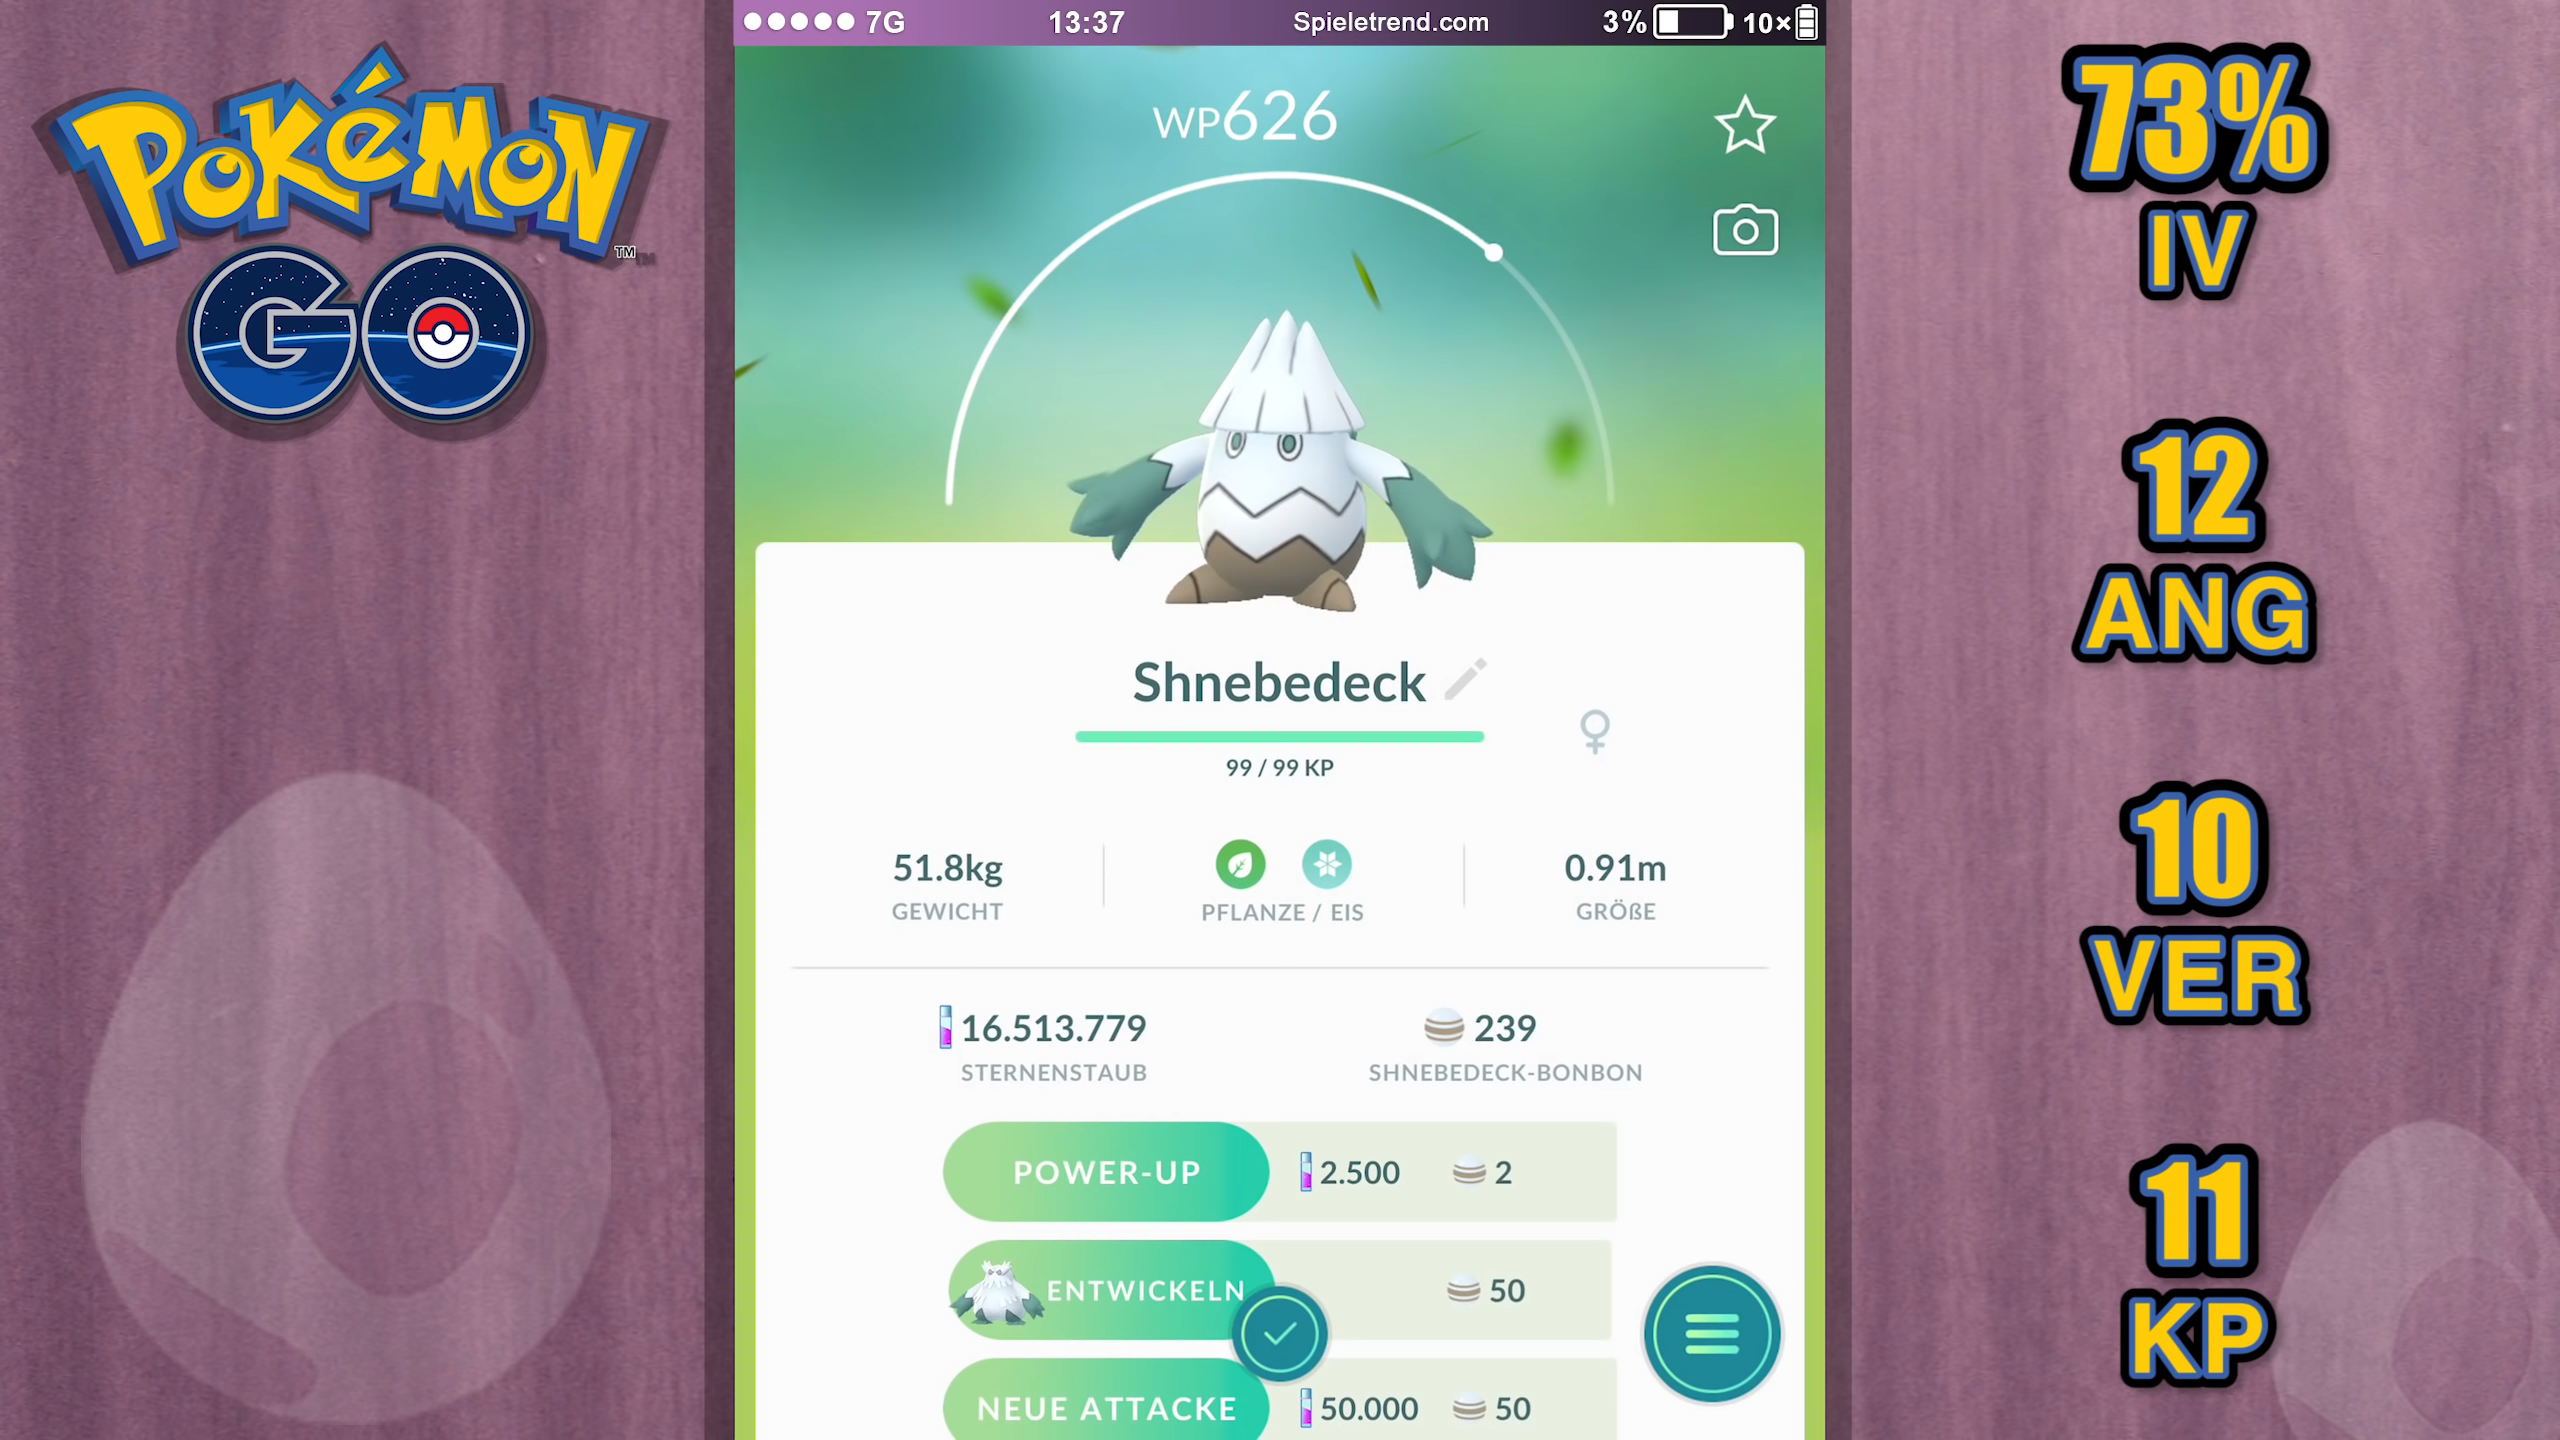 POKéMON
GO
TM
7G 13:37 Spieletrend.com 3% 10×
WP626
Shnebedeck
99 / 99 KP
51.8kg
GEWICHT
PFLANZE / EIS
0.91m
GRÖßE
16.513.779
STERNENSTAUB
239
SHNEBEDECK-BONBON
POWER-UP 2.500 2
ENTWICKELN 50
NEUE ATTACKE 50.000 50
73%
IV
12
ANG
10
VER
11
KP